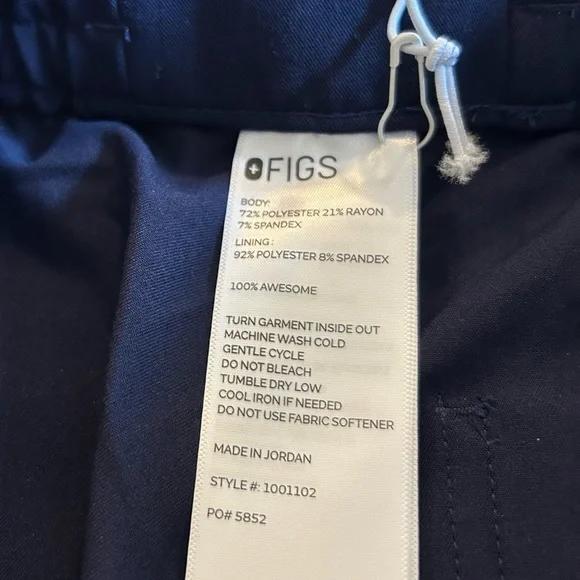 FIGS
BODY:
72% POLYESTER 21% RAYON
7% SPANDEX
LINING :
92% POLYESTER 8% SPANDEX
100% AWESOME
TURN GARMENT INSIDE OUT
MACHINE WASH COLD
GENTLE CYCLE
DO NOT BLEACH
TUMBLE DRY LOW
COOL IRON IF NEEDED
DO NOT USE FABRIC SOFTENER
MADE IN JORDAN
STYLE #: 1001102
PO# 5852